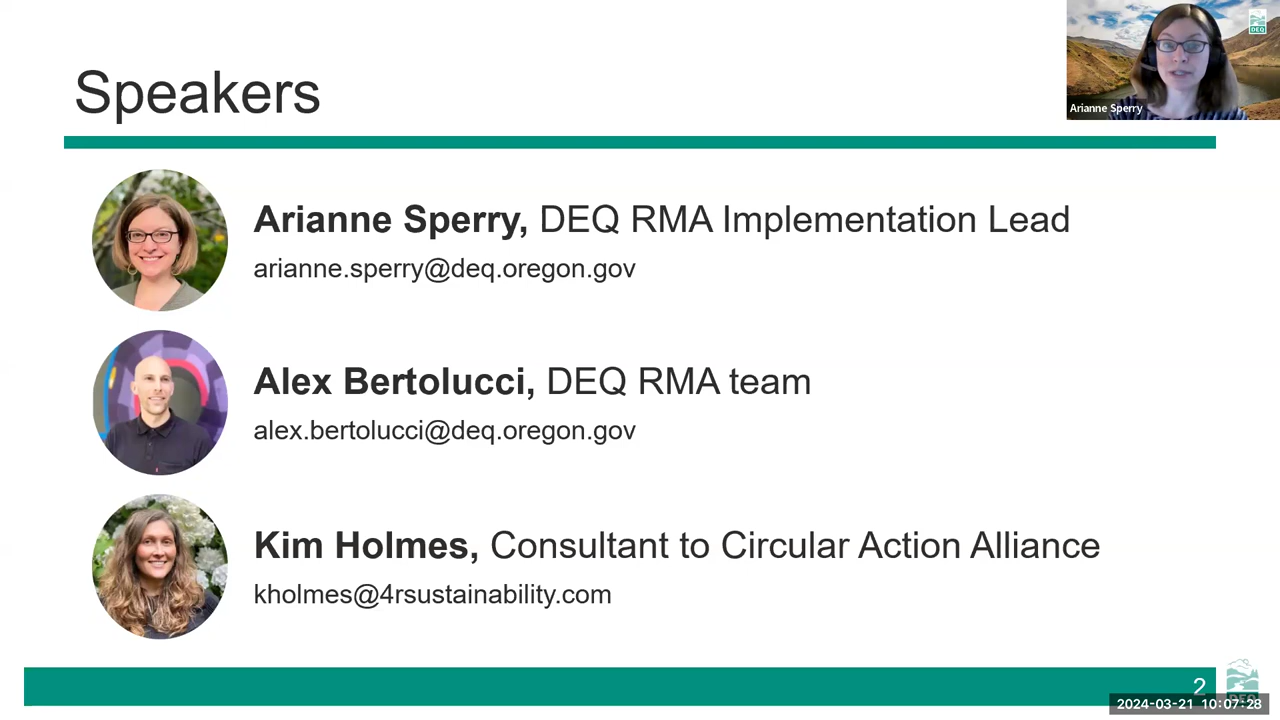 Speakers
DEQ
Arianne Sperry
Arianne Sperry, DEQ RMA Implementation Lead
arianne.sperry@deq.oregon.gov
Alex Bertolucci, DEQ RMA team
alex.bertolucci@deq.oregon.gov
Kim Holmes, Consultant to Circular Action Alliance
kholmes@4rsustainability.com
2
DEQ
2024-03-21 10:07:28